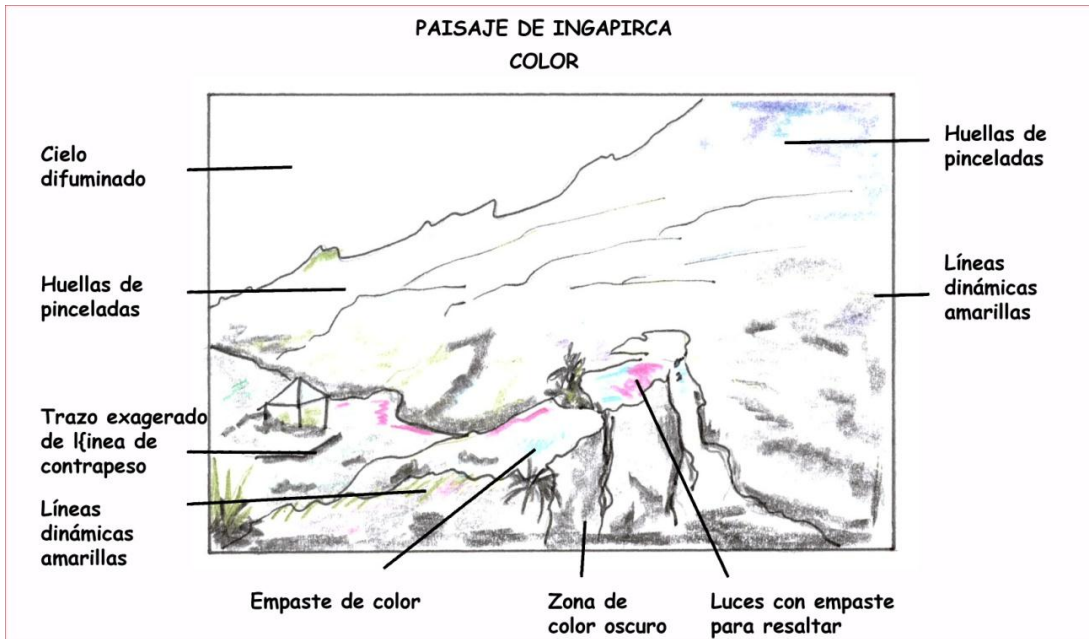 PAISAJE DE INGAPIRCA
COLOR
Cielo
difuminado
Huellas de
pinceladas
Huellas de
pinceladas
Líneas
dinámicas
amarillas
Trazo exagerado
de l{inea de
contrapeso
Líneas
dinámicas
amarillas
Empaste de color
Zona de
color oscuro
Luces con empaste
para resaltar